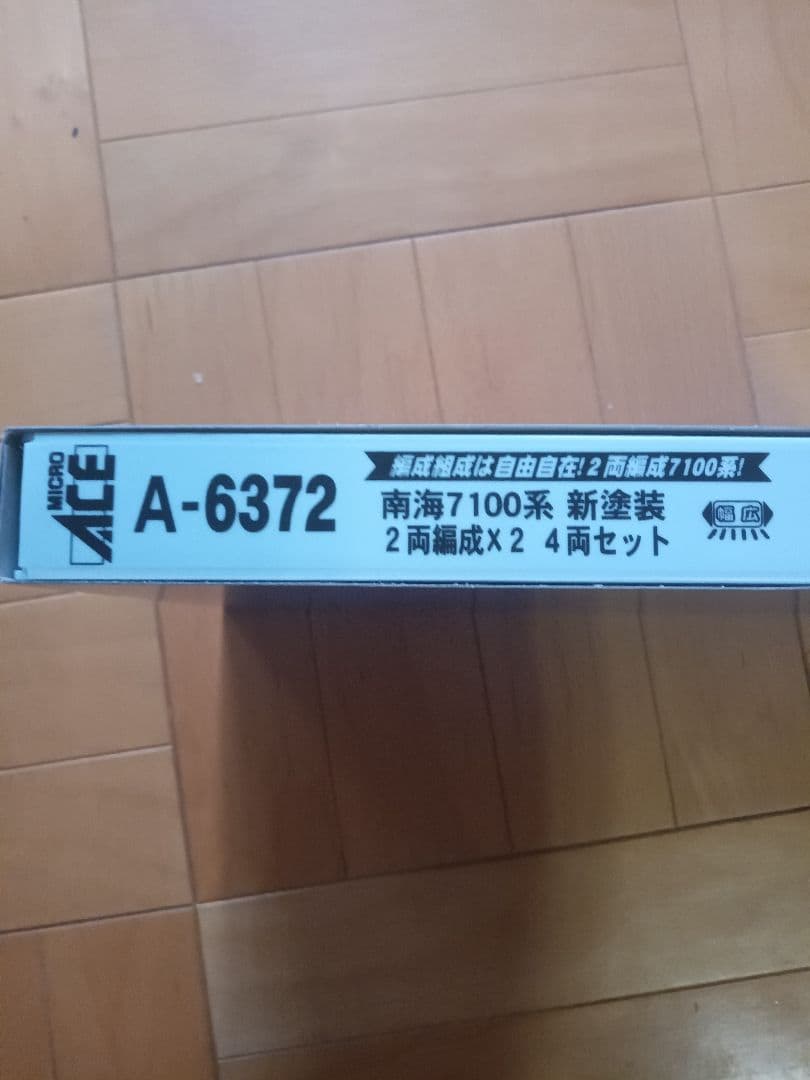 MICRO ACE
A-6372
編成組成は自由自在!2両編成7100系!
南海7100系 新塗装
2両編成×2 4両セット
幅広